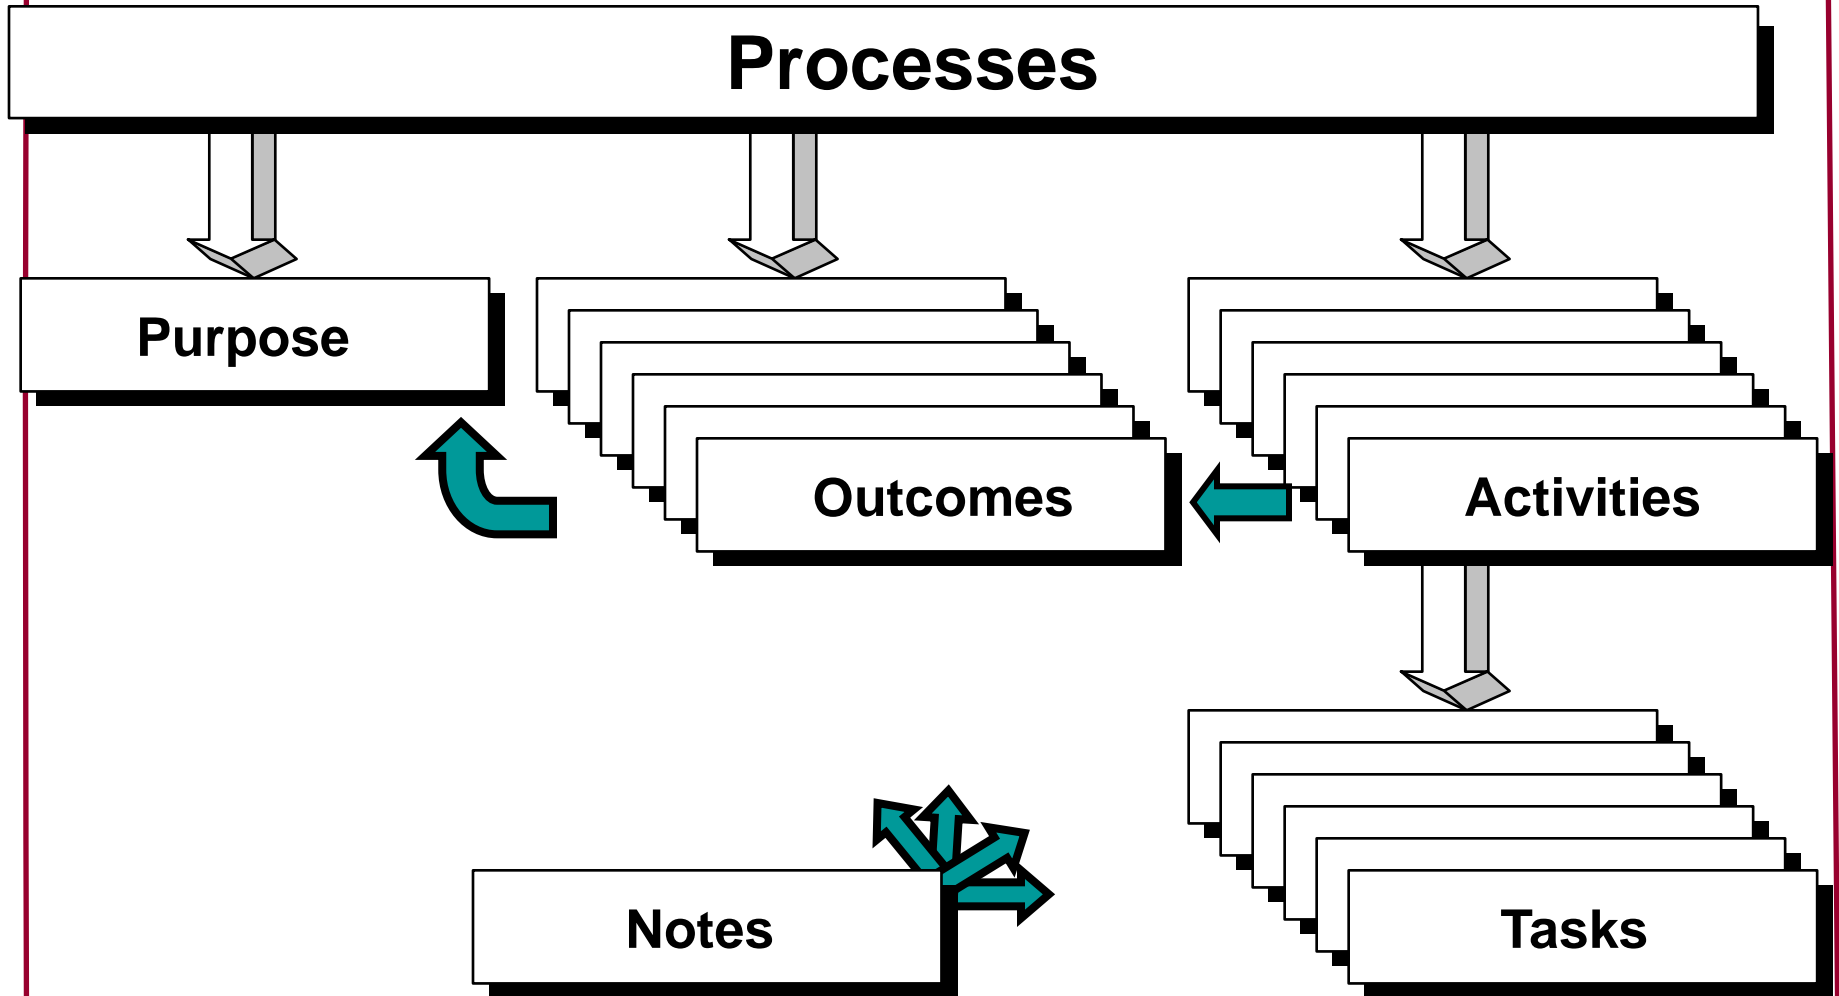 Processes
Purpose
Outcomes
Activities
Notes
Tasks